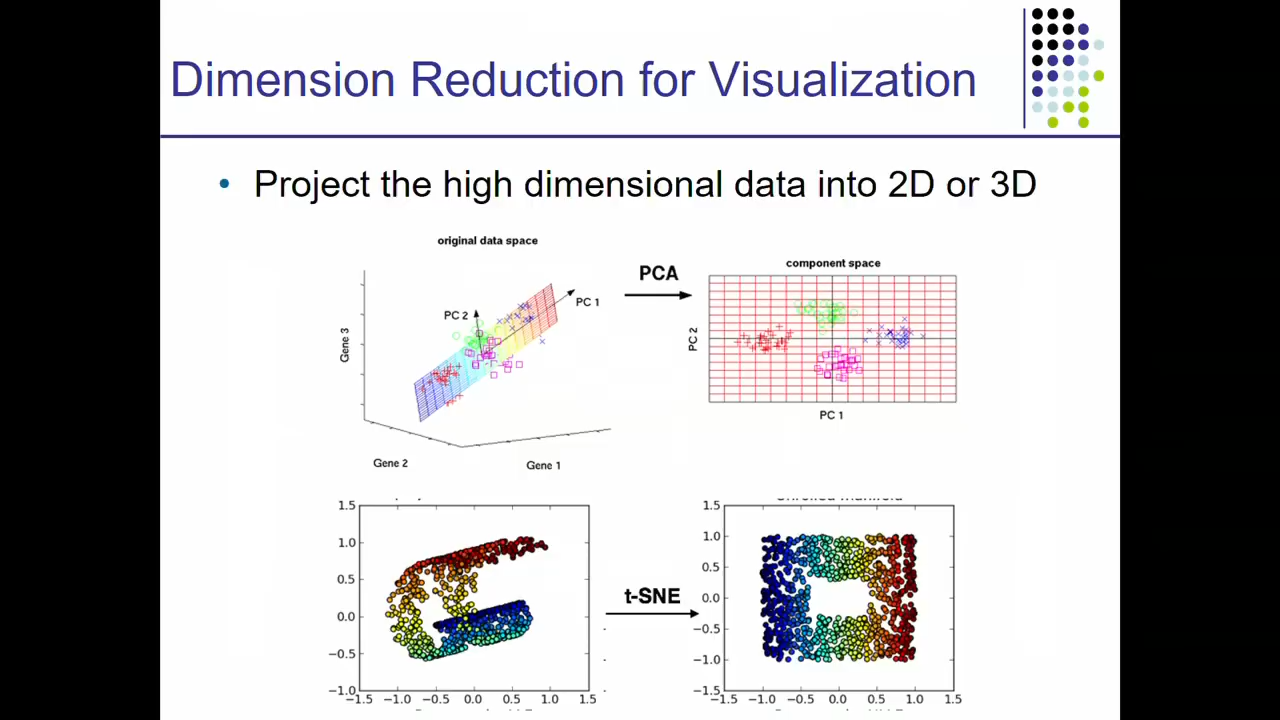 Dimension Reduction for Visualization
• Project the high dimensional data into 2D or 3D
original data space
PCA
component space
PC 1
PC 2
Gene 3
Gene 2
Gene 1
PC 2
PC 1
1.5
1.0
0.5
0.0
−0.5
−1.0
−1.5 −1.0 −0.5 0.0 0.5 1.0 1.5
t-SNE
1.5
1.0
0.5
0.0
−0.5
−1.0
−1.5
−1.5 −1.0 −0.5 0.0 0.5 1.0 1.5